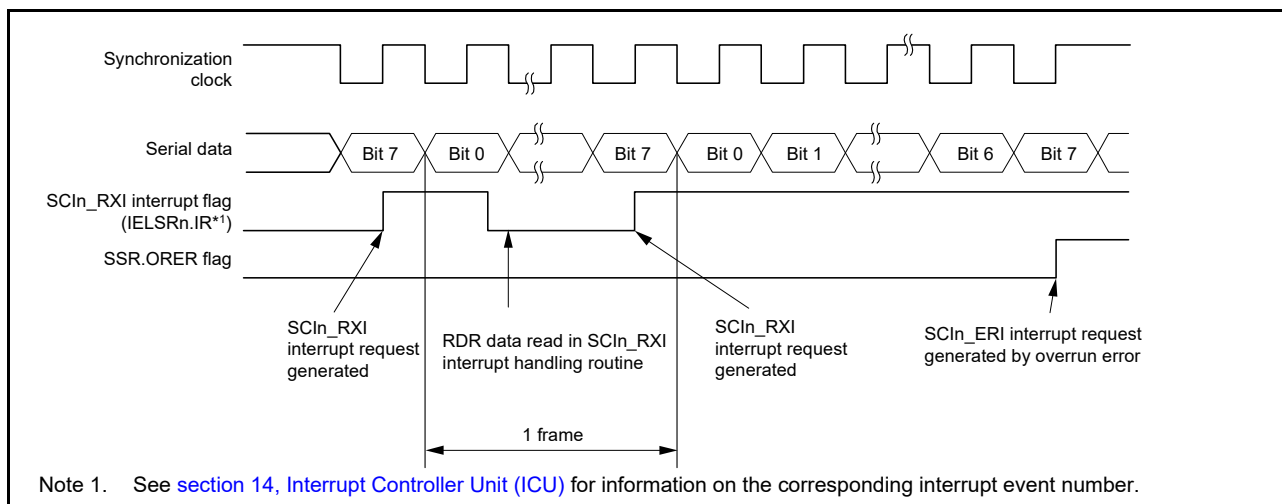 Synchronization
clock
Serial data
Bit 7
Bit 0
Bit 7
Bit 0
Bit 1
Bit 6
Bit 7
SCIn_RXI interrupt flag
(IELSRn.IR*1)
SSR.ORER flag
SCIn_RXI
interrupt request
generated
RDR data read in SCIn_RXI
interrupt handling routine
SCIn_RXI
interrupt request
generated
SCIn_ERI interrupt request
generated by overrun error
1 frame
Note 1. See section 14, Interrupt Controller Unit (ICU) for information on the corresponding interrupt event number.